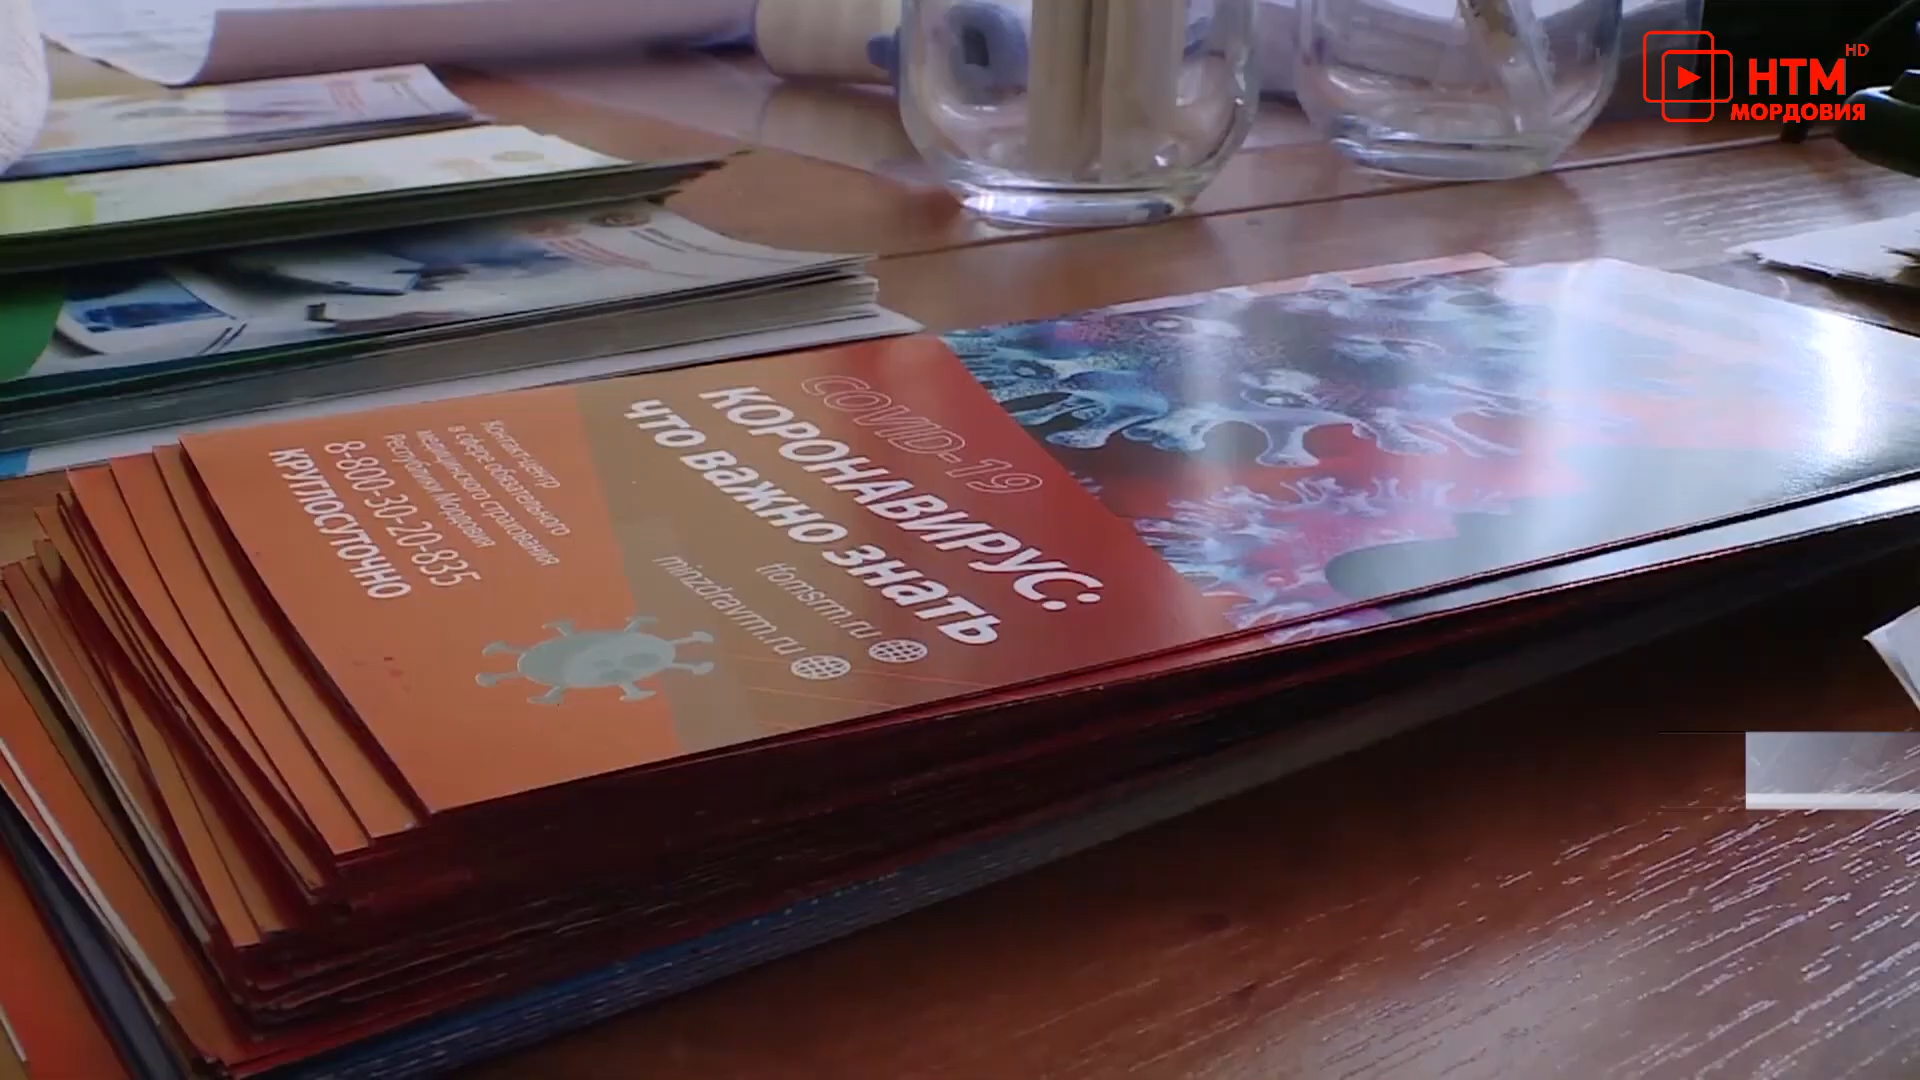 HD
НТМ
МОРДОВИЯ
COVID-19
КОРОНАВИРУС:
что важно знать
tfomsrm.ru
minzdravrm.ru
Контакт-центр
в сфере обязательного
медицинского страхования
Республики Мордовия
8-800-30-20-835
КРУГЛОСУТОЧНО